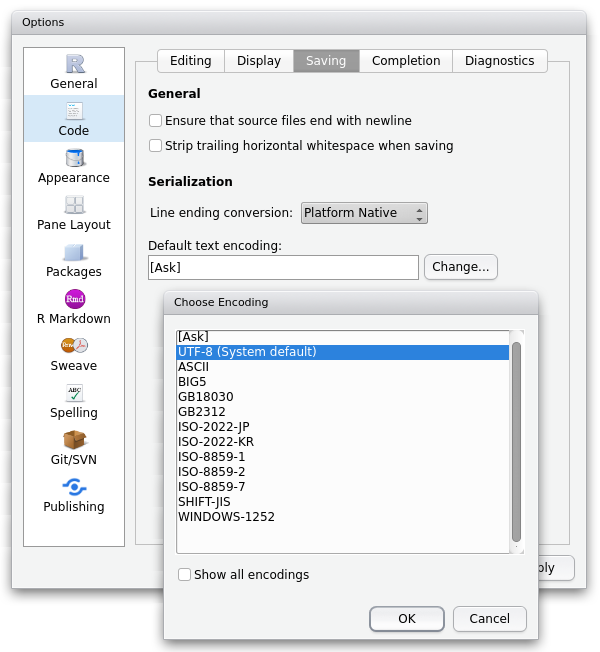 Options
General
Code
Appearance
Pane Layout
Packages
Rmd
R Markdown
Sweave
ABC
Spelling
Git/SVN
Publishing
Editing Display Saving Completion Diagnostics
General
Ensure that source files end with newline
Strip trailing horizontal whitespace when saving
Serialization
Line ending conversion: Platform Native
Default text encoding:
[Ask] Change...
Choose Encoding
[Ask]
UTF-8 (System default)
ASCII
BIG5
GB18030
GB2312
ISO-2022-JP
ISO-2022-KR
ISO-8859-1
ISO-8859-2
ISO-8859-7
SHIFT-JIS
WINDOWS-1252
Show all encodings
OK Cancel